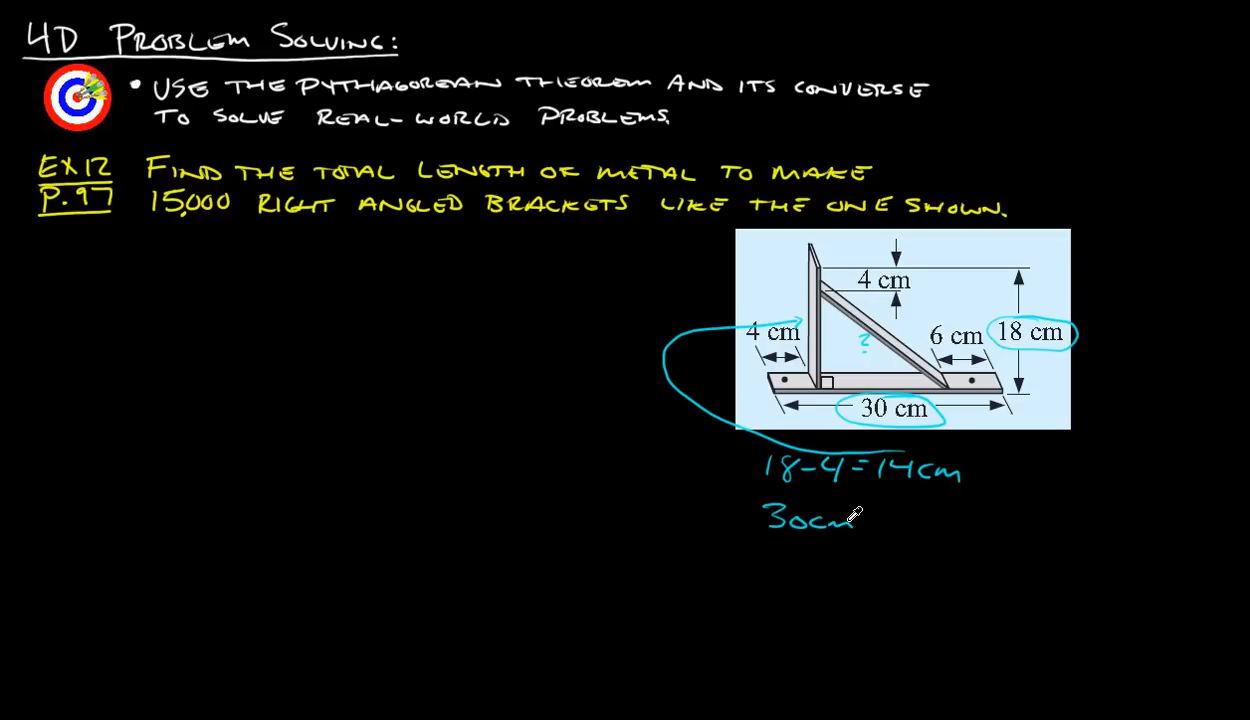 4D PROBLEM SOLVING:
• USE THE PYTHAGOREAN THEOREM AND ITS CONVERSE
TO SOLVE REAL-WORLD PROBLEMS.
EX12 FIND THE TOTAL LENGTH OF METAL TO MAKE
P.97 15,000 RIGHT ANGLED BRACKETS LIKE THE ONE SHOWN.
4 cm
4 cm
?
6 cm
18 cm
30 cm
18-4=14cm
30cm